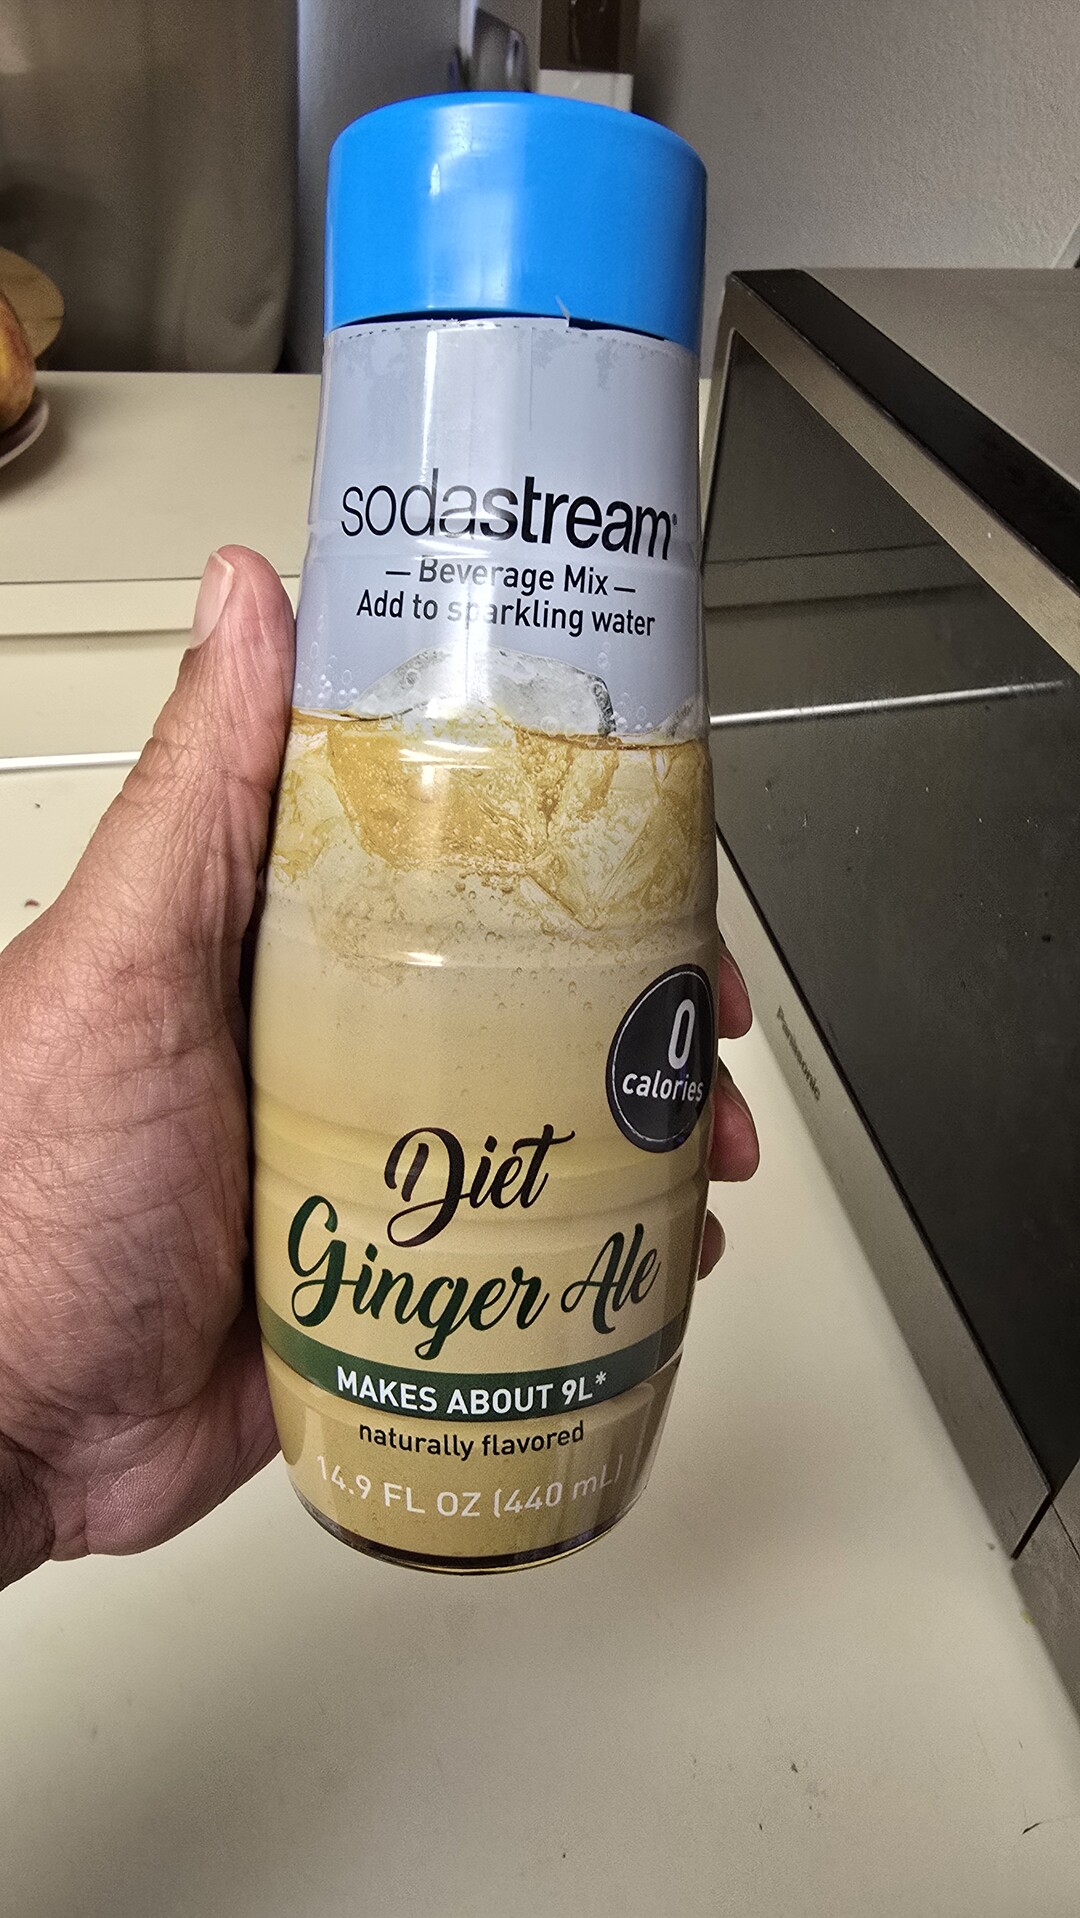 sodastream
— Beverage Mix —
Add to sparkling water
0
calories
Diet
Ginger Ale
MAKES ABOUT 9L*
naturally flavored
14.9 FL OZ (440 mL)
Panasonic